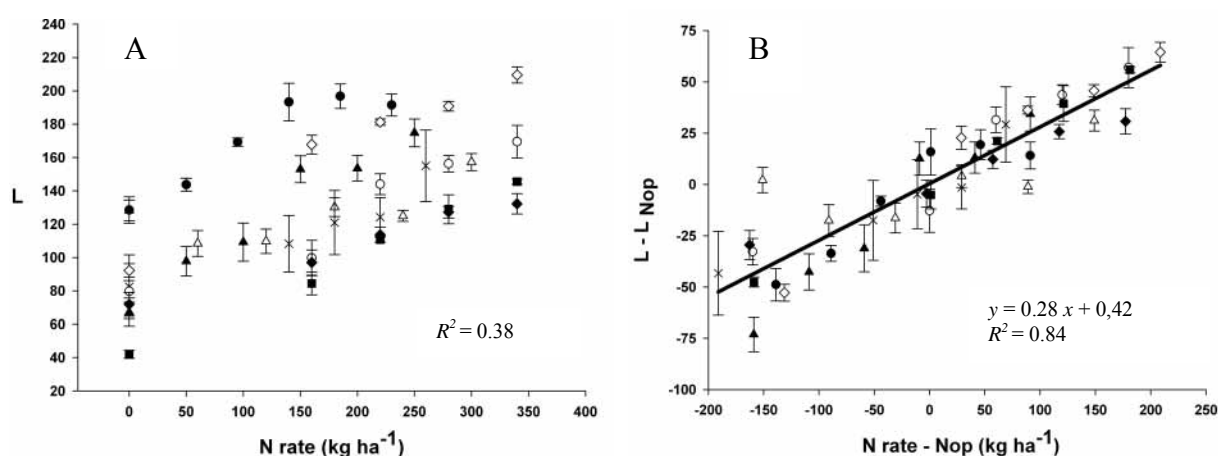 A
240
220
200
180
160
140
120
100
80
60
40
20
L
R² = 0.38
0 50 100 150 200 250 300 350 400
N rate (kg ha⁻¹)
B
75
50
25
0
-25
-50
-75
-100
L - L Nop
y = 0.28 x + 0,42
R² = 0.84
-200 -150 -100 -50 0 50 100 150 200 250
N rate - Nop (kg ha⁻¹)